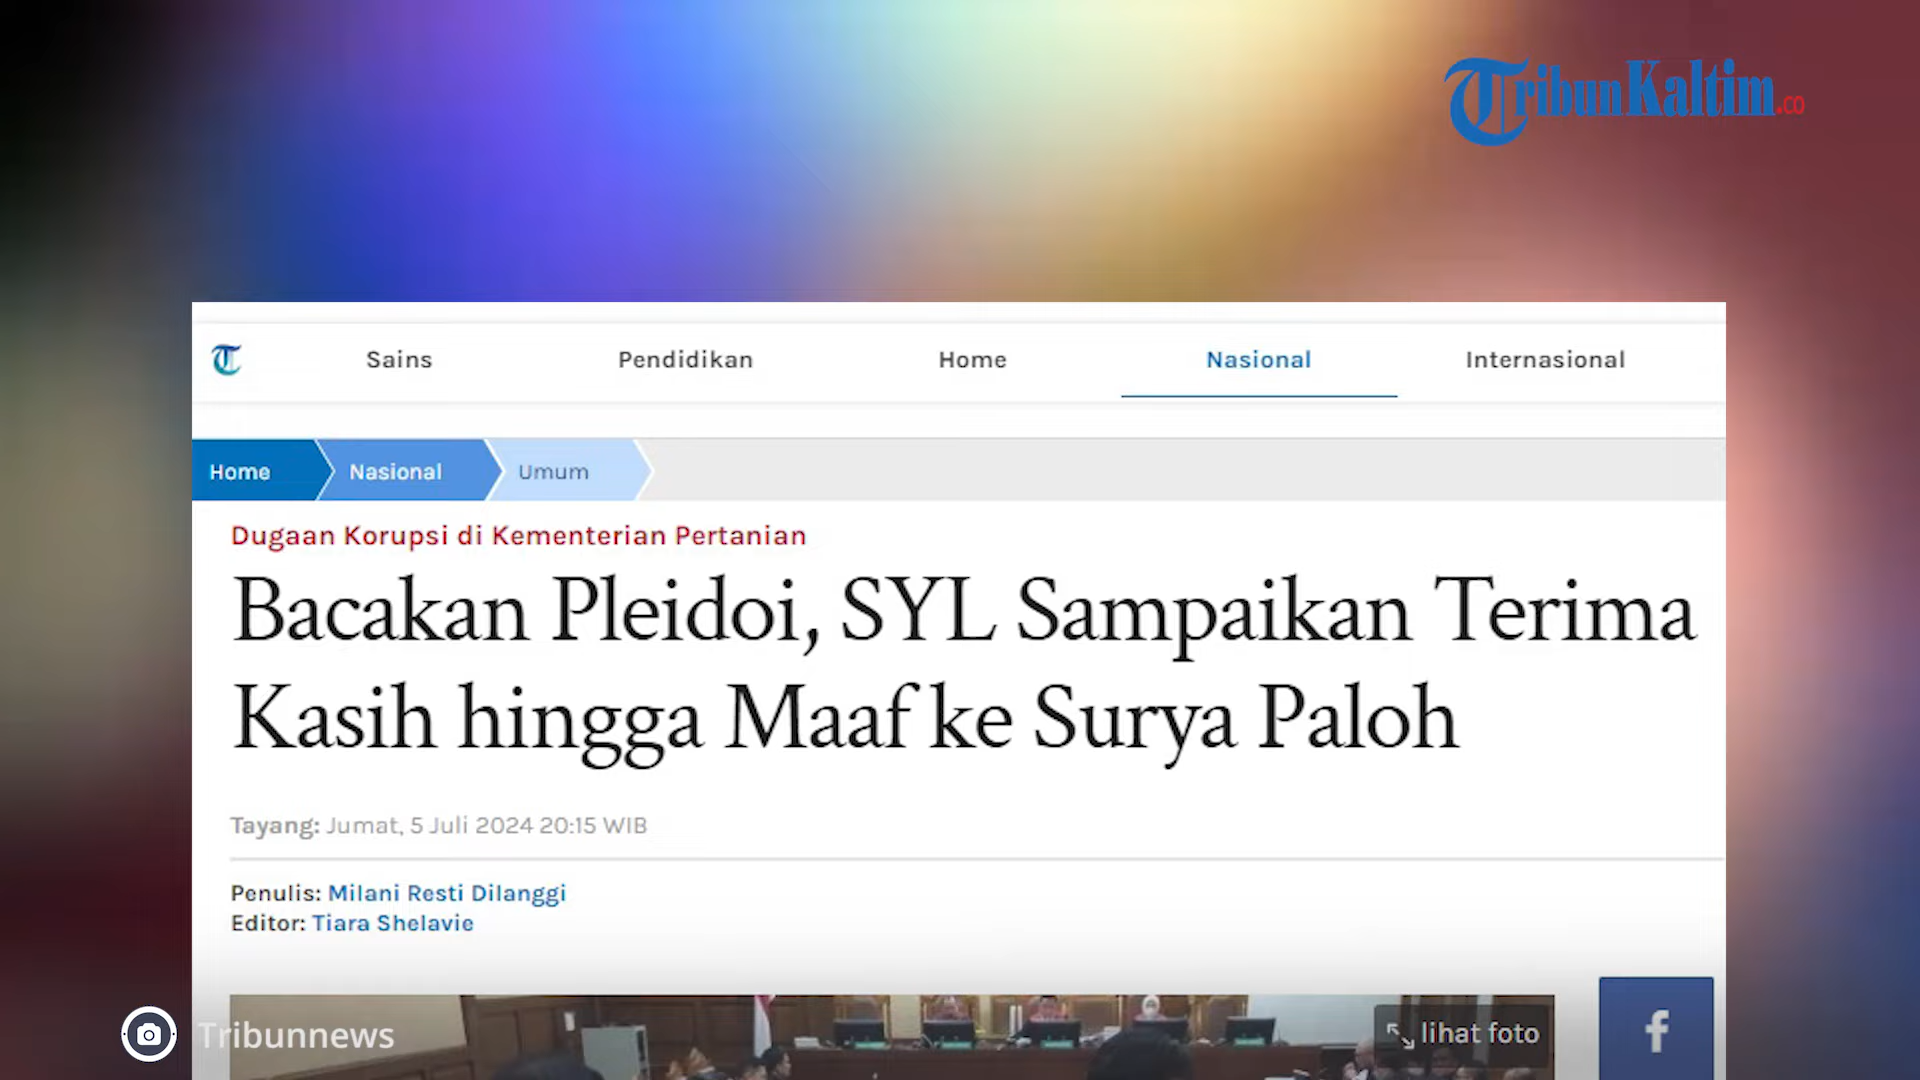 TribunKaltim.co
Sains Pendidikan Home Nasional Internasional
Home Nasional Umum
Dugaan Korupsi di Kementerian Pertanian
Bacakan Pleidoi, SYL Sampaikan Terima
Kasih hingga Maaf ke Surya Paloh
Tayang: Jumat, 5 Juli 2024 20:15 WIB
Penulis: Milani Resti Dilanggi
Editor: Tiara Shelavie
lihat foto
Tribunnews